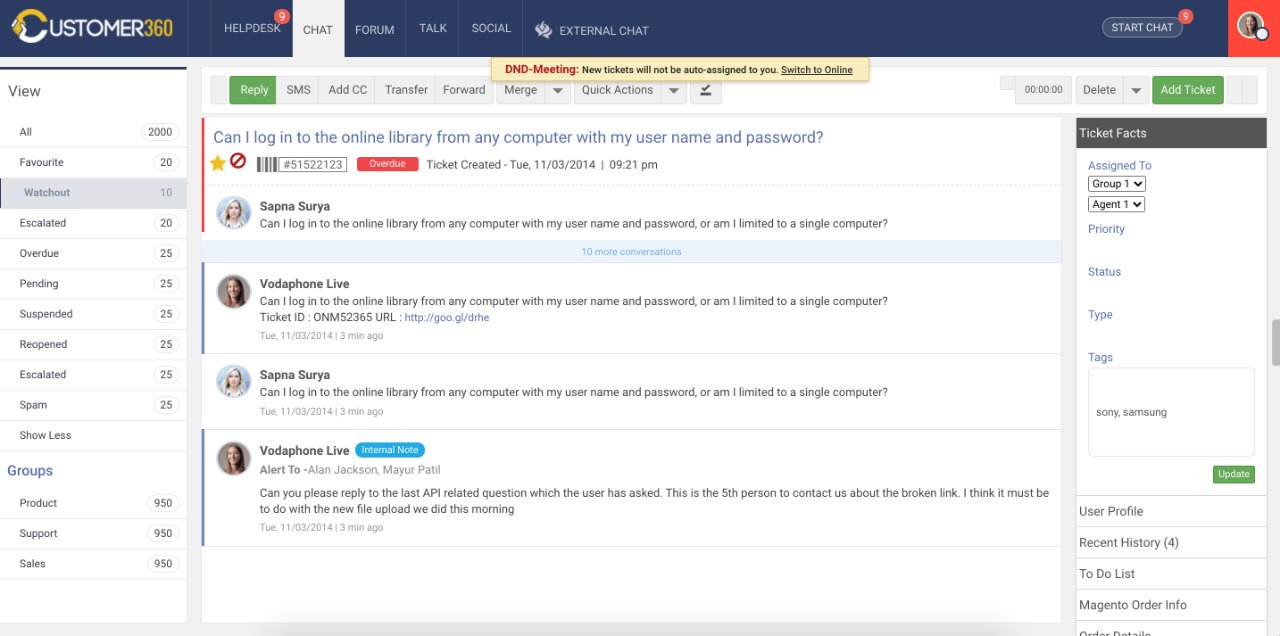 CUSTOMER360
HELPDESK 9
CHAT
FORUM
TALK
SOCIAL
EXTERNAL CHAT
START CHAT 9
DND-Meeting: New tickets will not be auto-assigned to you. Switch to Online
View
All 2000
Favourite 20
Watchout 10
Escalated 20
Overdue 25
Pending 25
Suspended 25
Reopened 25
Escalated 25
Spam 25
Show Less
Groups
Product 950
Support 950
Sales 950
Reply SMS Add CC Transfer Forward Merge Quick Actions 00:00:00 Delete Add Ticket
Can I log in to the online library from any computer with my user name and password?
#51522123 Overdue Ticket Created - Tue, 11/03/2014 | 09:21 pm
Sapna Surya
Can I log in to the online library from any computer with my user name and password, or am I limited to a single computer?
10 more conversations
Vodaphone Live
Can I log in to the online library from any computer with my user name and password, or am I limited to a single computer?
Ticket ID : ONM52365 URL : http://goo.gl/drhe
Tue, 11/03/2014 | 3 min ago
Sapna Surya
Can I log in to the online library from any computer with my user name and password, or am I limited to a single computer?
Tue, 11/03/2014 | 3 min ago
Vodaphone Live Internal Note
Alert To -Alan Jackson, Mayur Patil
Can you please reply to the last API related question which the user has asked. This is the 5th person to contact us about the broken link. I think it must be
to do with the new file upload we did this morning
Tue, 11/03/2014 | 3 min ago
Ticket Facts
Assigned To
Group 1
Agent 1
Priority
Status
Type
Tags
sony, samsung
Update
User Profile
Recent History (4)
To Do List
Magento Order Info
Order Details